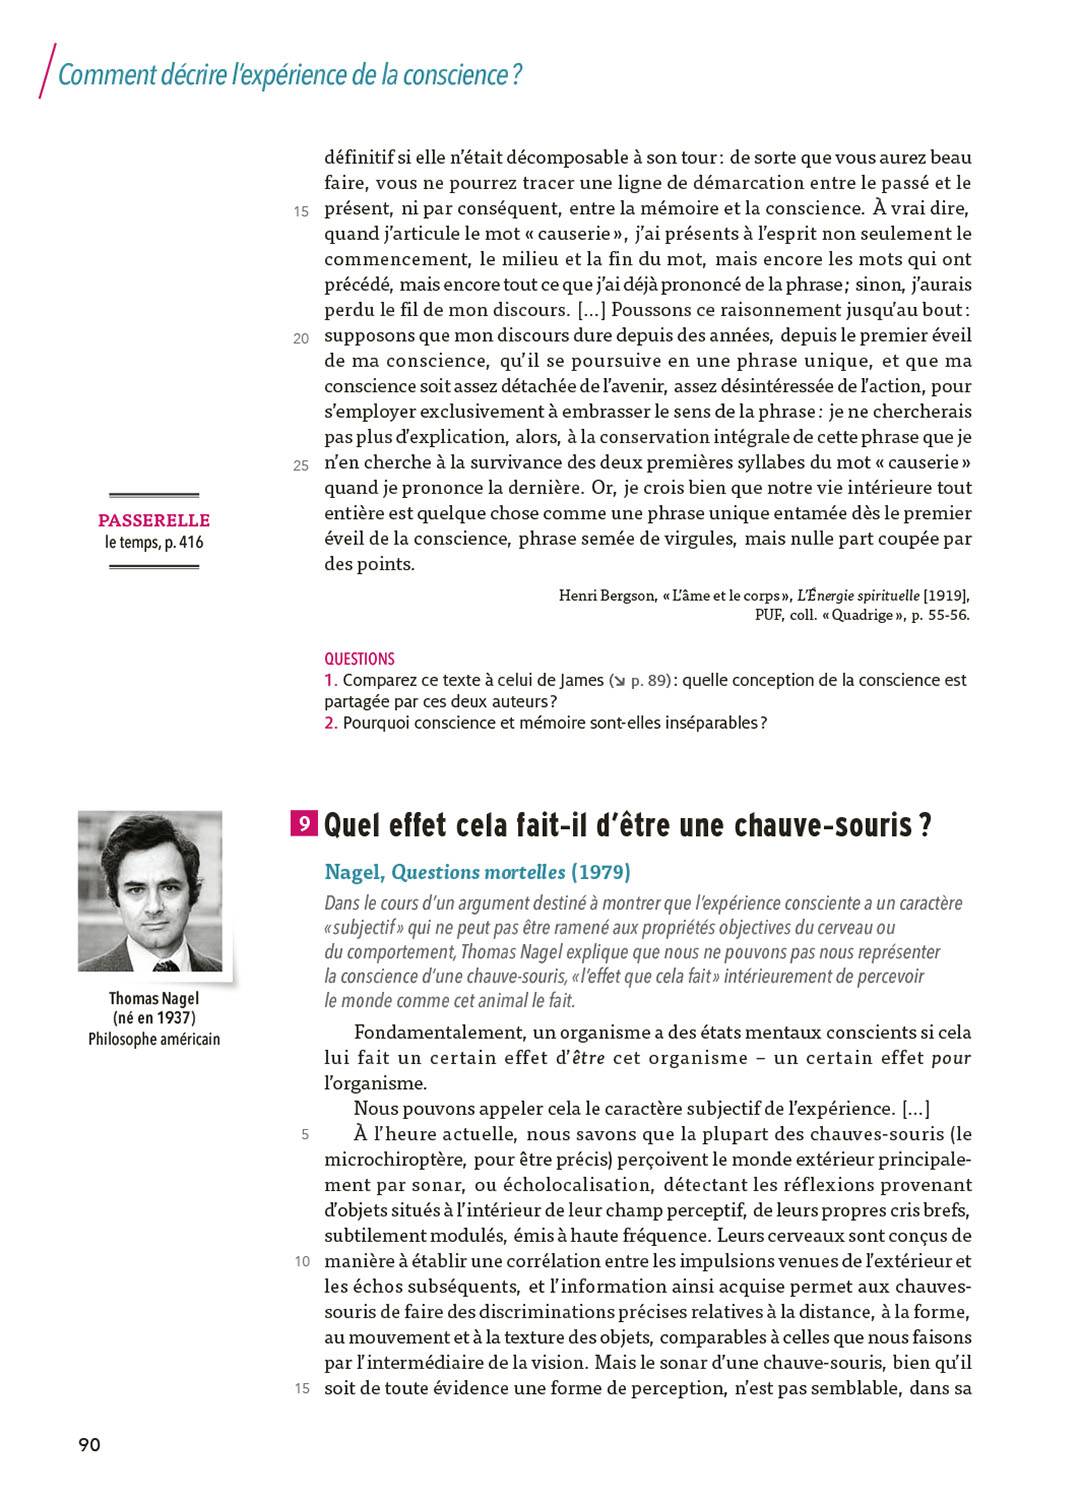 Comment décrire l'expérience de la conscience ?
définitif si elle n'était décomposable à son tour : de sorte que vous aurez beau
faire, vous ne pourrez tracer une ligne de démarcation entre le passé et le
15 présent, ni par conséquent, entre la mémoire et la conscience. À vrai dire,
quand j'articule le mot « causerie », j'ai présents à l'esprit non seulement le
commencement, le milieu et la fin du mot, mais encore les mots qui ont
précédé, mais encore tout ce que j'ai déjà prononcé de la phrase ; sinon, j'aurais
perdu le fil de mon discours. [...] Poussons ce raisonnement jusqu'au bout :
20 supposons que mon discours dure depuis des années, depuis le premier éveil
de ma conscience, qu'il se poursuive en une phrase unique, et que ma
conscience soit assez détachée de l'avenir, assez désintéressée de l'action, pour
s'employer exclusivement à embrasser le sens de la phrase : je ne chercherais
pas plus d'explication, alors, à la conservation intégrale de cette phrase que je
25 n'en cherche à la survivance des deux premières syllabes du mot « causerie »
quand je prononce la dernière. Or, je crois bien que notre vie intérieure tout
entière est quelque chose comme une phrase unique entamée dès le premier
éveil de la conscience, phrase semée de virgules, mais nulle part coupée par
des points.
PASSERELLE
le temps, p. 416
Henri Bergson, « L'âme et le corps », L'Énergie spirituelle [1919],
PUF, coll. « Quadrige », p. 55-56.
QUESTIONS
1. Comparez ce texte à celui de James (↘ p. 89) : quelle conception de la conscience est
partagée par ces deux auteurs ?
2. Pourquoi conscience et mémoire sont-elles inséparables ?
9 Quel effet cela fait-il d'être une chauve-souris ?
Nagel, Questions mortelles (1979)
Dans le cours d'un argument destiné à montrer que l'expérience consciente a un caractère
« subjectif » qui ne peut pas être ramené aux propriétés objectives du cerveau ou
du comportement, Thomas Nagel explique que nous ne pouvons pas nous représenter
la conscience d'une chauve-souris, « l'effet que cela fait » intérieurement de percevoir
le monde comme cet animal le fait.
Thomas Nagel
(né en 1937)
Philosophe américain
Fondamentalement, un organisme a des états mentaux conscients si cela
lui fait un certain effet d'être cet organisme – un certain effet pour
l'organisme.
Nous pouvons appeler cela le caractère subjectif de l'expérience. [...]
5 À l'heure actuelle, nous savons que la plupart des chauves-souris (le
microchiroptère, pour être précis) perçoivent le monde extérieur principale-
ment par sonar, ou écholocalisation, détectant les réflexions provenant
d'objets situés à l'intérieur de leur champ perceptif, de leurs propres cris brefs,
subtilement modulés, émis à haute fréquence. Leurs cerveaux sont conçus de
10 manière à établir une corrélation entre les impulsions venues de l'extérieur et
les échos subséquents, et l'information ainsi acquise permet aux chauves-
souris de faire des discriminations précises relatives à la distance, à la forme,
au mouvement et à la texture des objets, comparables à celles que nous faisons
par l'intermédiaire de la vision. Mais le sonar d'une chauve-souris, bien qu'il
15 soit de toute évidence une forme de perception, n'est pas semblable, dans sa
90